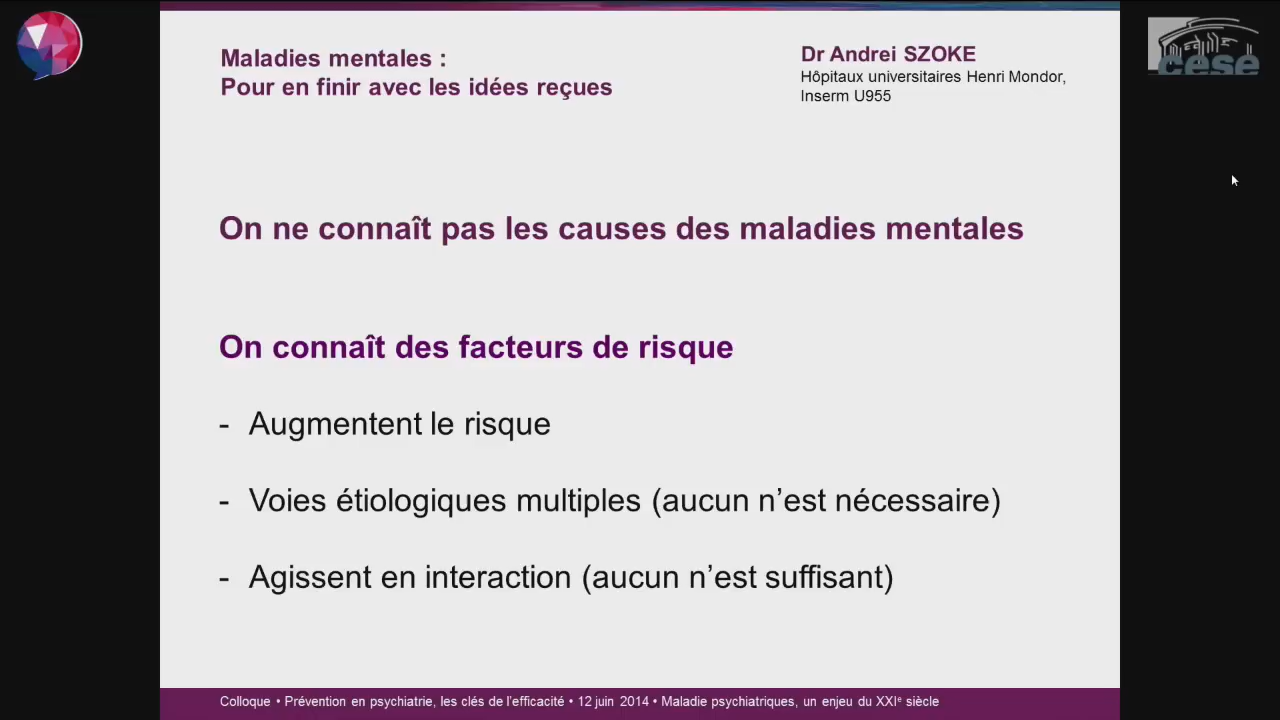 Maladies mentales :
Pour en finir avec les idées reçues
Dr Andrei SZOKE
Hôpitaux universitaires Henri Mondor,
Inserm U955
cese
On ne connaît pas les causes des maladies mentales
On connaît des facteurs de risque
- Augmentent le risque
- Voies étiologiques multiples (aucun n’est nécessaire)
- Agissent en interaction (aucun n’est suffisant)
Colloque • Prévention en psychiatrie, les clés de l’efficacité • 12 juin 2014 • Maladie psychiatriques, un enjeu du XXIe siècle